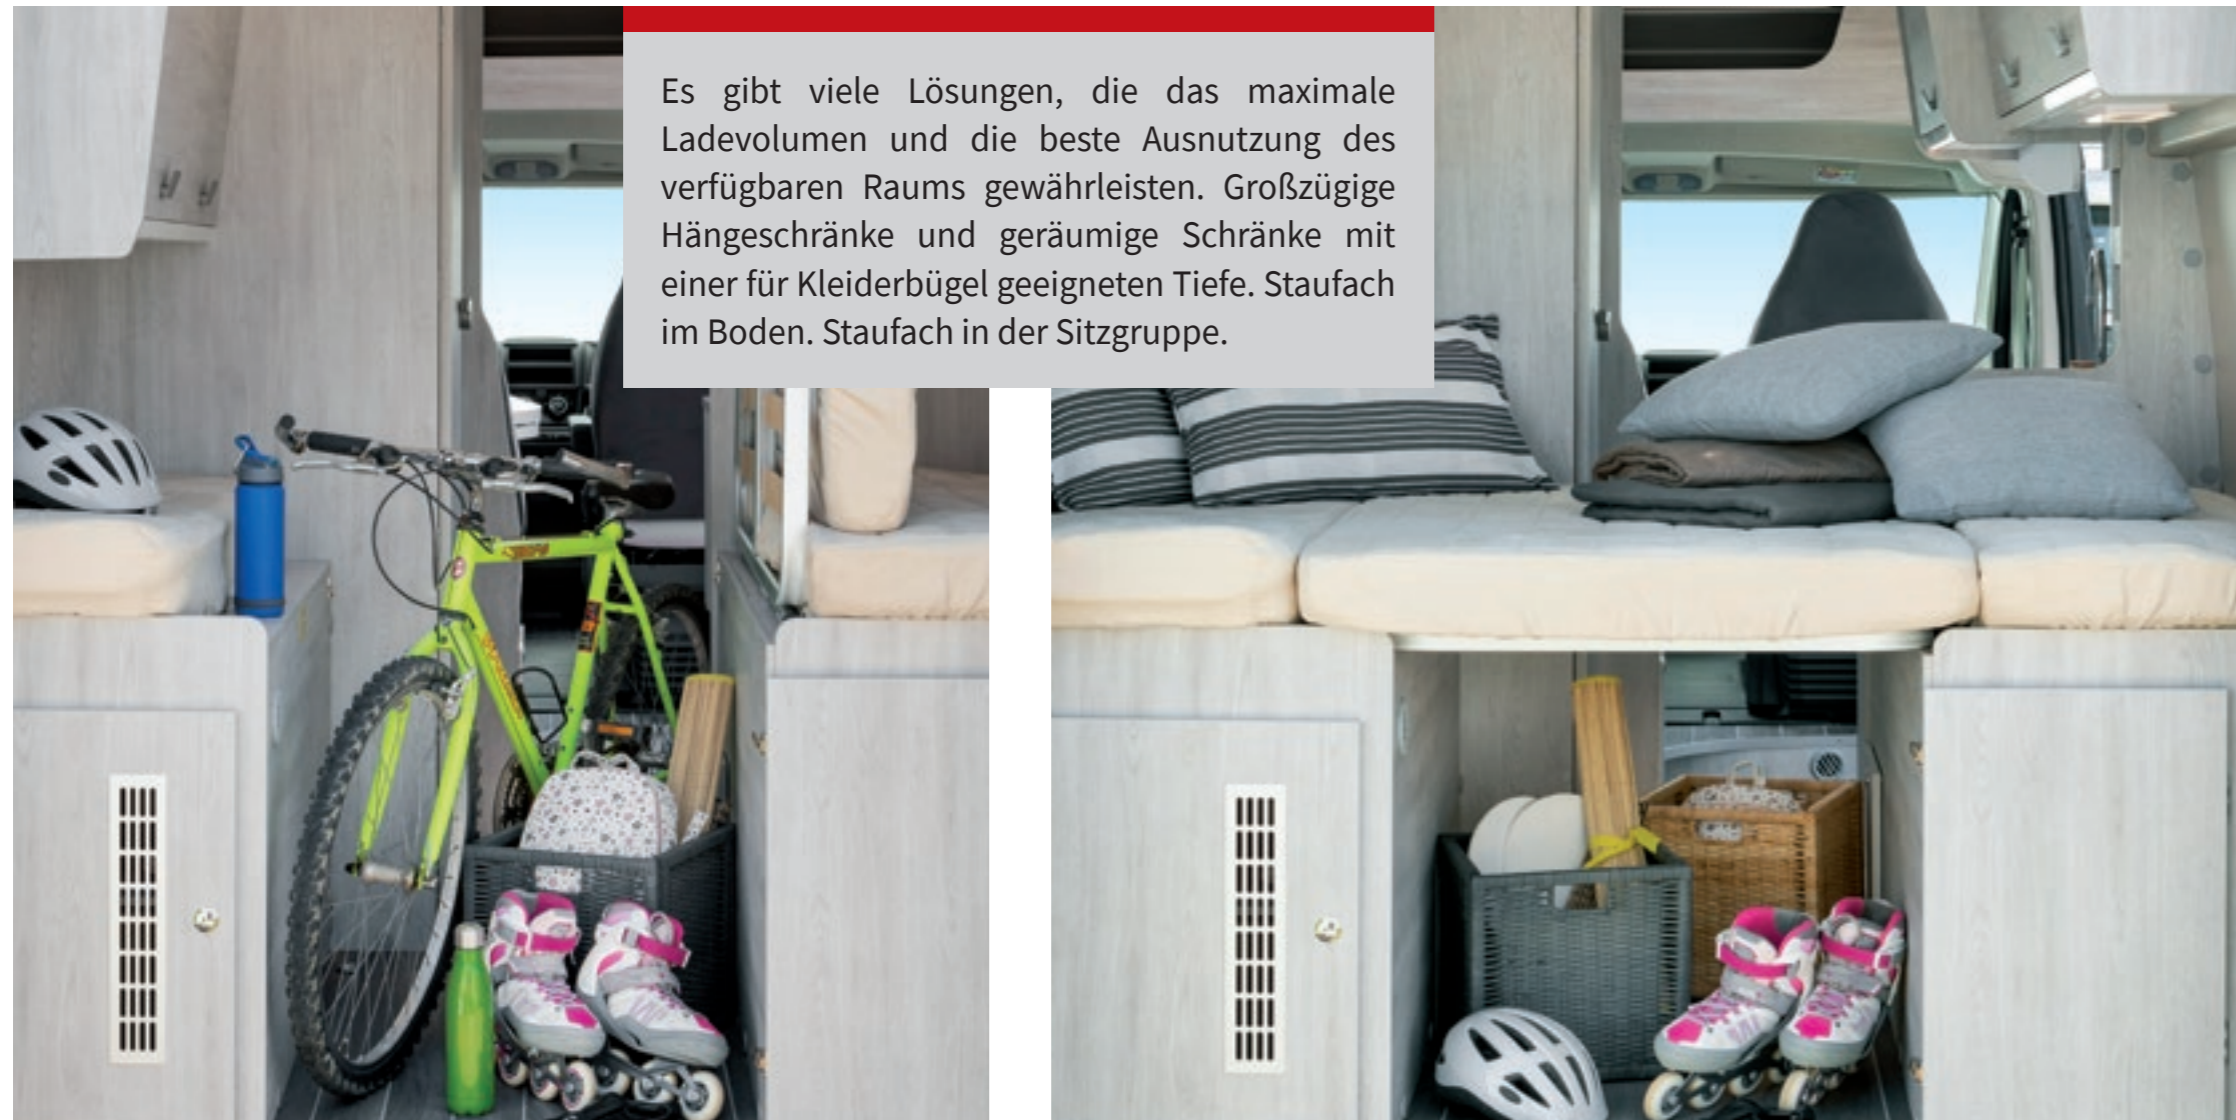 Es gibt viele Lösungen, die das maximale
Ladevolumen und die beste Ausnutzung des
verfügbaren Raums gewährleisten. Großzügige
Hängeschränke und geräumige Schränke mit
einer für Kleiderbügel geeigneten Tiefe. Staufach
im Boden. Staufach in der Sitzgruppe.